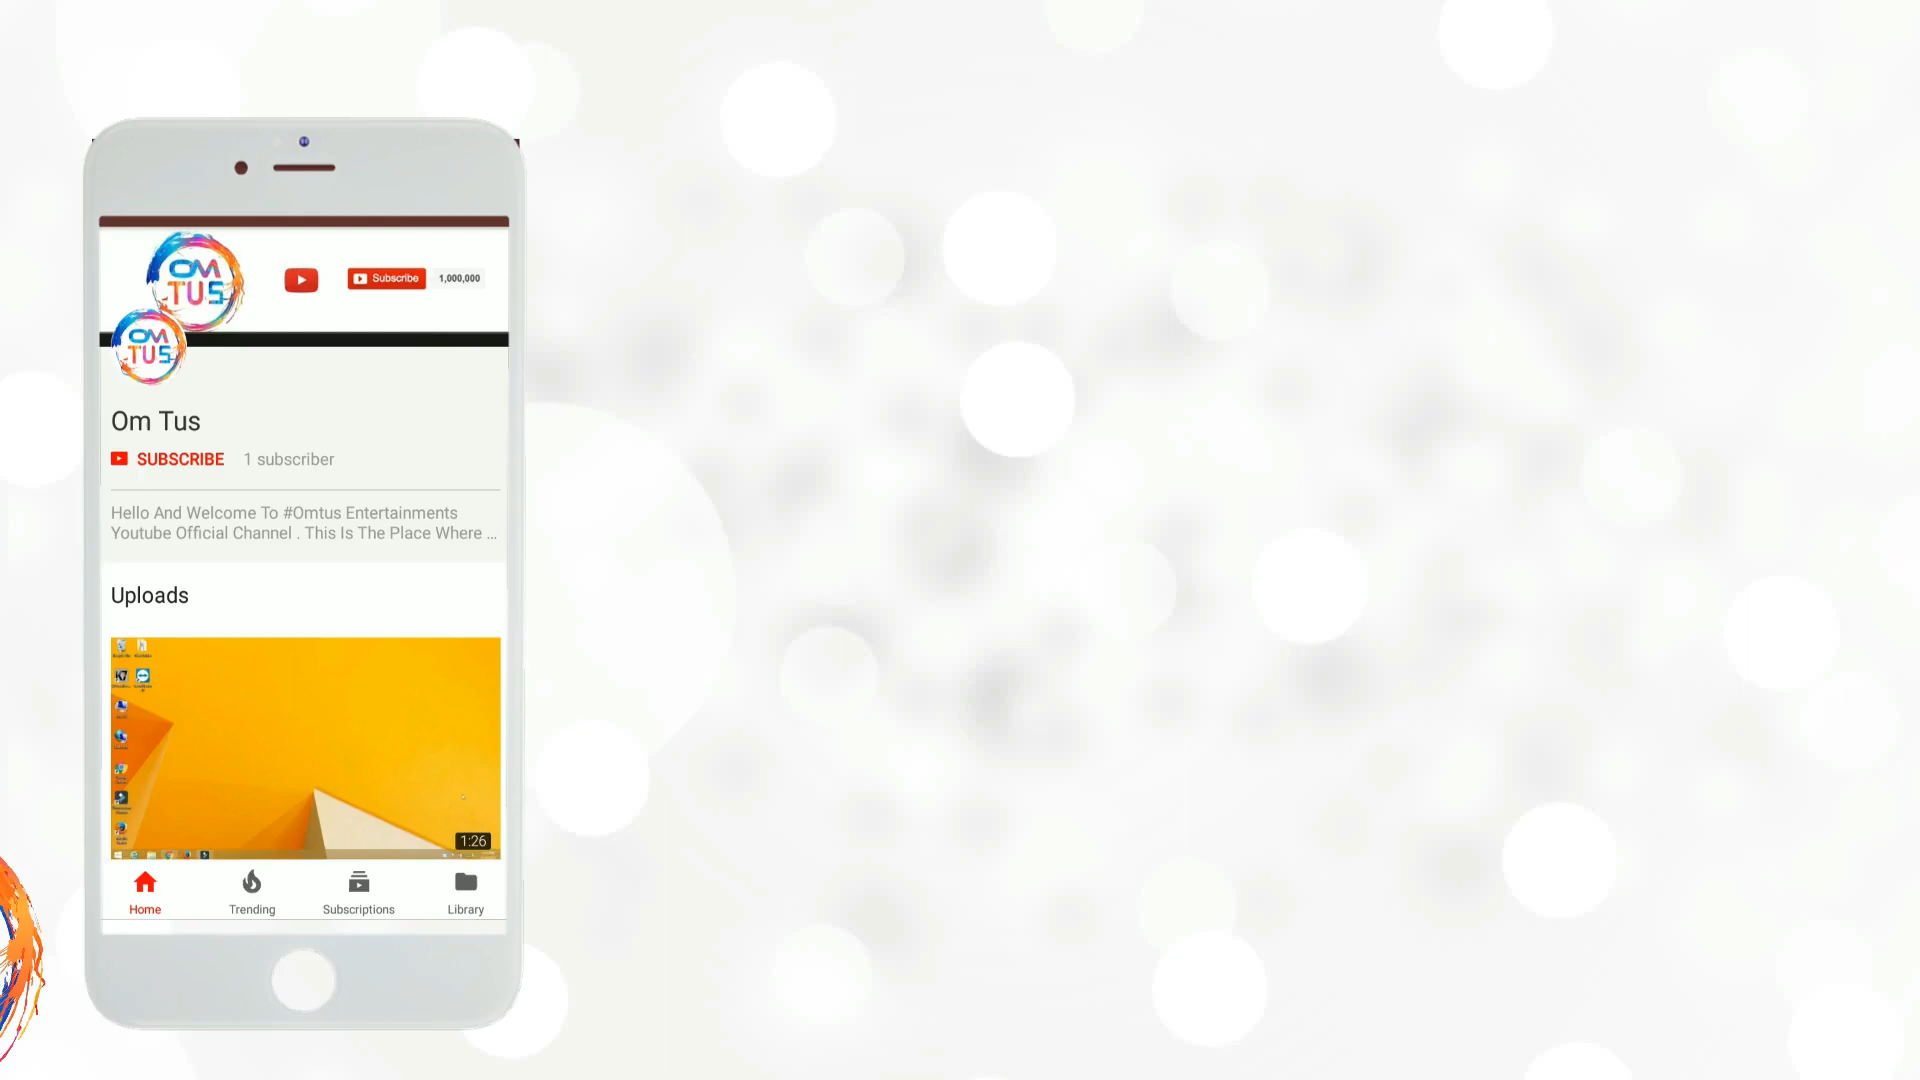 OM
TUS
Subscribe 1,000,000
OM
TUS
Om Tus
SUBSCRIBE 1 subscriber
Hello And Welcome To #Omtus Entertainments
Youtube Official Channel . This Is The Place Where ...
Uploads
K7
1:26
Home Trending Subscriptions Library